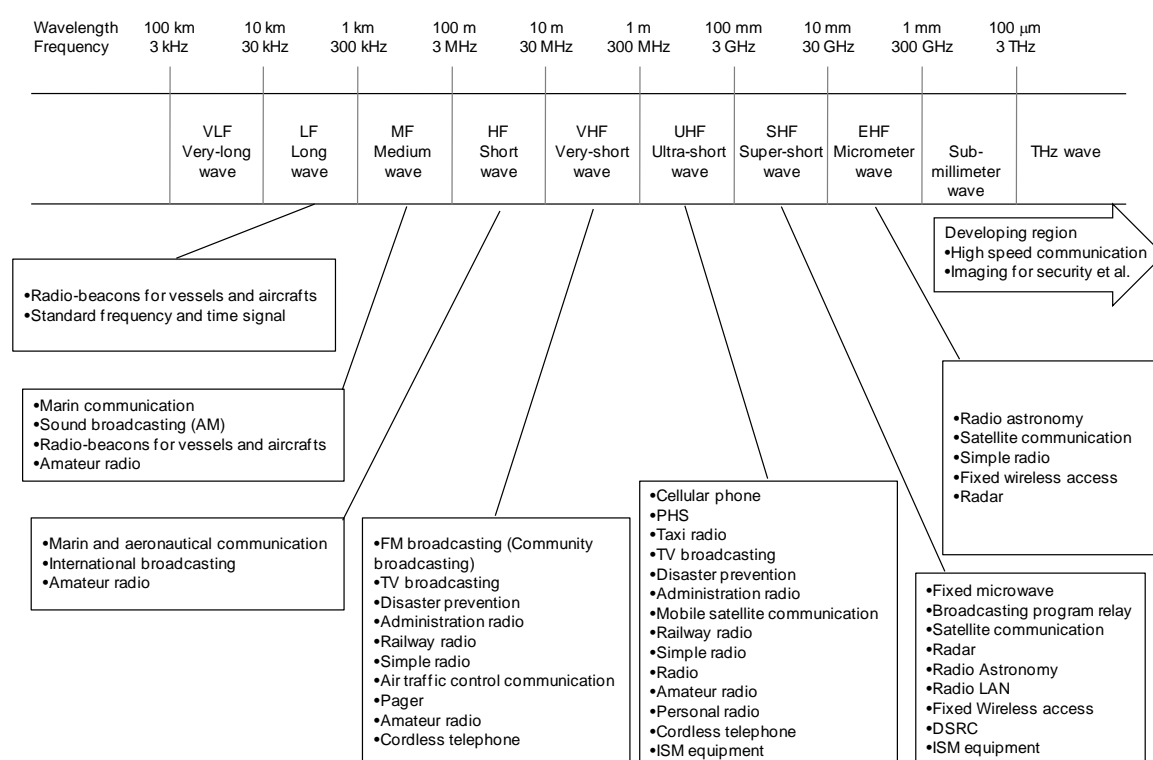 Wavelength 100 km 10 km 1 km 100 m 10 m 1 m 100 mm 10 mm 1 mm 100 μm
Frequency 3 kHz 30 kHz 300 kHz 3 MHz 30 MHz 300 MHz 3 GHz 30 GHz 300 GHz 3 THz
VLF LF MF HF VHF UHF SHF EHF
Very-long Long Medium Short Very-short Ultra-short Super-short Micrometer Sub- THz wave
wave wave wave wave wave wave wave wave millimeter
wave
Developing region
•High speed communication
•Imaging for security et al.
•Radio-beacons for vessels and aircrafts
•Standard frequency and time signal
•Marin communication
•Sound broadcasting (AM)
•Radio-beacons for vessels and aircrafts
•Amateur radio
•Marin and aeronautical communication
•International broadcasting
•Amateur radio
•FM broadcasting (Community
broadcasting)
•TV broadcasting
•Disaster prevention
•Administration radio
•Railway radio
•Simple radio
•Air traffic control communication
•Pager
•Amateur radio
•Cordless telephone
•Cellular phone
•PHS
•Taxi radio
•TV broadcasting
•Disaster prevention
•Administration radio
•Mobile satellite communication
•Railway radio
•Simple radio
•Radio
•Amateur radio
•Personal radio
•Cordless telephone
•ISM equipment
•Radio astronomy
•Satellite communication
•Simple radio
•Fixed wireless access
•Radar
•Fixed microwave
•Broadcasting program relay
•Satellite communication
•Radar
•Radio Astronomy
•Radio LAN
•Fixed Wireless access
•DSRC
•ISM equipment